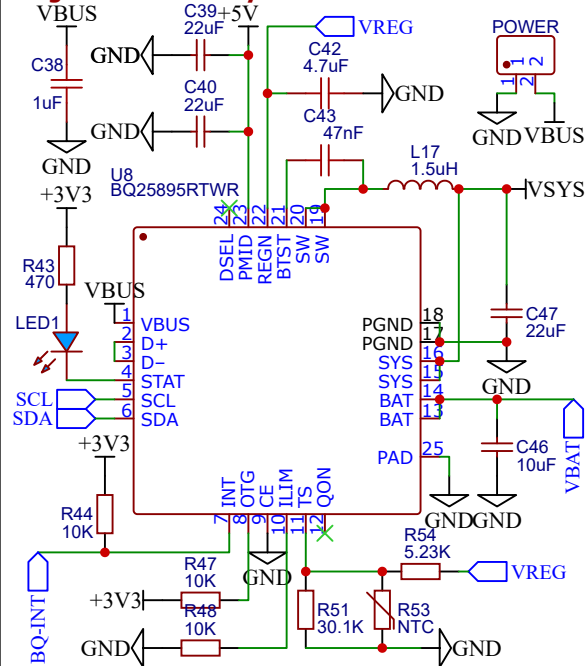 VBUS
C38
1uF
GND
C39
22uF
+5V
GND
C40
22uF
GND
VREG
C42
4.7uF
GND
C43
47nF
L17
1.5uH
VSYS
POWER
1 2
1 2
GND
VBUS
U8
BQ25895RTWR
+3V3
R43
470
LED1
VBUS
24 23 22 21 20 19
DSEL PMID REGN BTST SW SW
1 VBUS
2 D+
3 D-
4 STAT
5 SCL
6 SDA
SCL
SDA
18 PGND
17 PGND
16 SYS
15 SYS
14 BAT
13 BAT
25 PAD
C47
22uF
GND
C46
10uF
VBAT
GND GND
INT OTG CE ILIM TS QON
7 8 9 10 11 12
+3V3
R44
10K
BQ-INT
GND
R47
10K
+3V3
R48
10K
GND
R54
5.23K
VREG
R51
30.1K
R53
NTC
GND